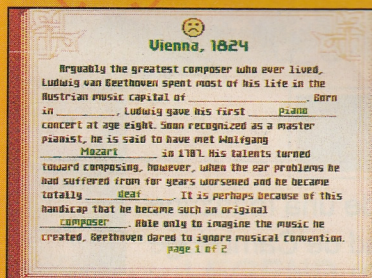 Vienna, 1824
Arguably the greatest composer who ever lived,
Ludwig van Beethoven spent most of his life in the
Austrian music capital of ____________. Born
in ________, Ludwig gave his first piano
concert at age eight. Soon recognized as a master
pianist, he is said to have met Wolfgang
Mozart in 1787. His talents turned
toward composing, however, when the ear problems he
had suffered from for years worsened and he became
totally deaf. It is perhaps because of this
handicap that he became such an original
composer. Able only to imagine the music he
created, Beethoven dared to ignore musical convention.
page 1 of 2